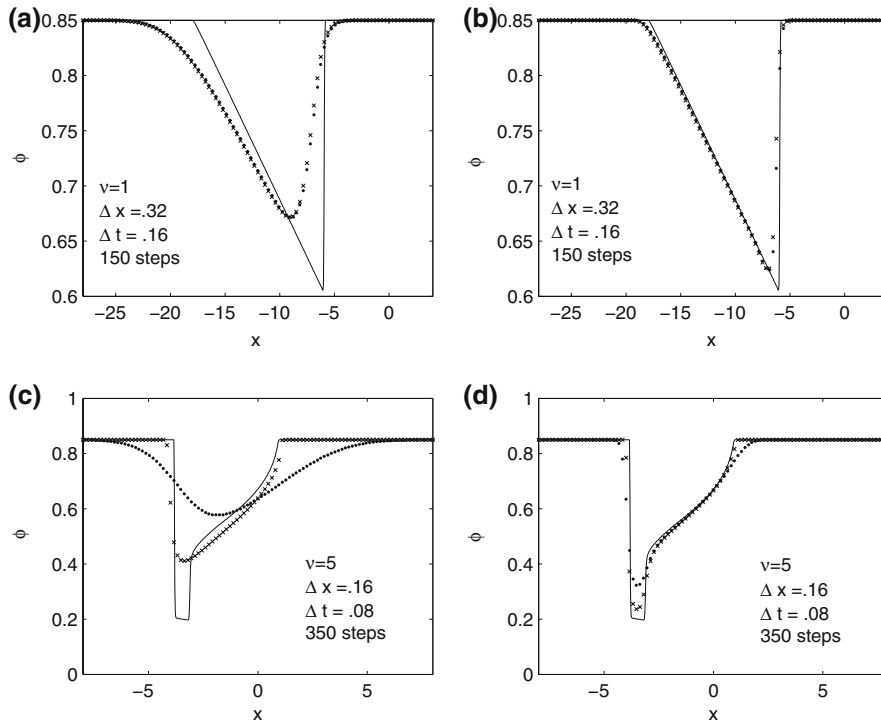 (a)
0.85
0.8
0.75
0.7
0.65
0.6
ϕ
ν=1
Δ x =.32
Δ t = .16
150 steps
−25 −20 −15 −10 −5 0
x
(b)
0.85
0.8
0.75
0.7
0.65
0.6
ϕ
ν=1
Δ x =.32
Δ t = .16
150 steps
−25 −20 −15 −10 −5 0
x
(c)
1
0.8
0.6
0.4
0.2
0
ϕ
ν=5
Δ x =.16
Δ t = .08
350 steps
−5 0 5
x
(d)
1
0.8
0.6
0.4
0.2
0
ϕ
ν=5
Δ x =.16
Δ t = .08
350 steps
−5 0 5
x